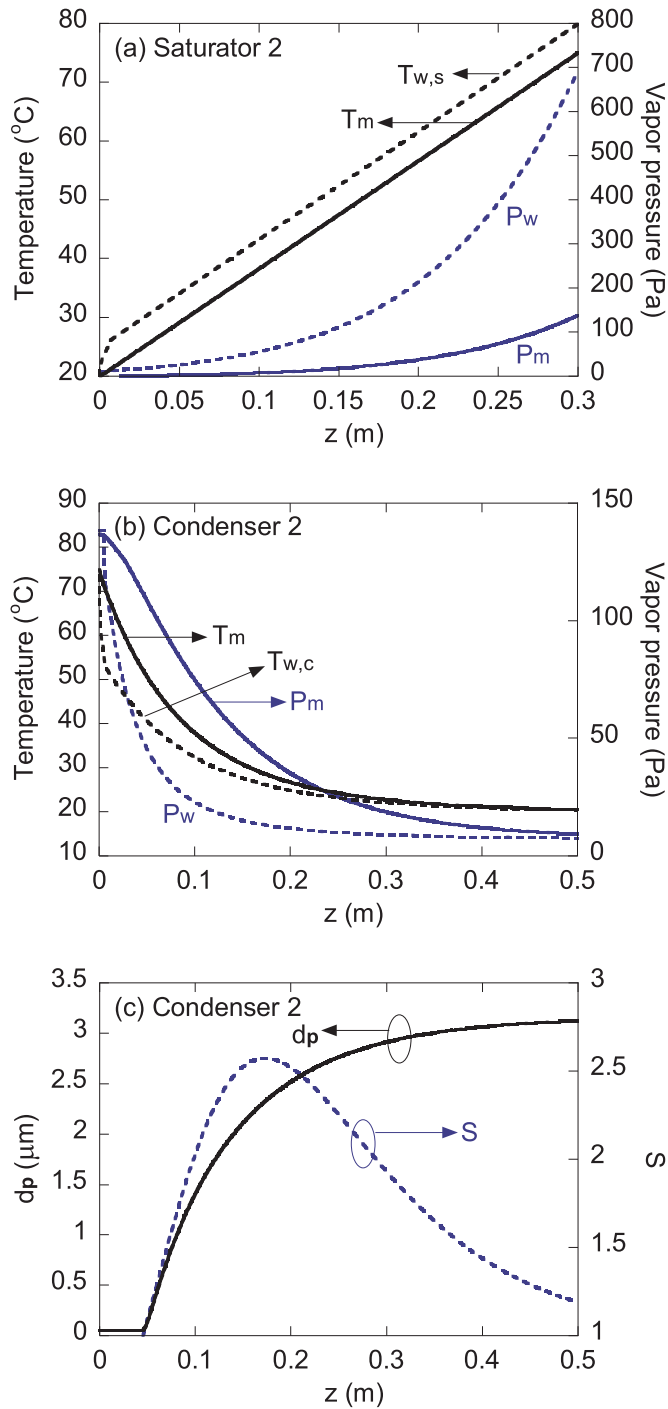 (a) Saturator 2
Temperature (°C)
80
70
60
50
40
30
20
Tw,s
Tm
Pw
Pm
800
700
600
500
400
300
200
100
0
Vapor pressure (Pa)
0 0.05 0.1 0.15 0.2 0.25 0.3
z (m)
(b) Condenser 2
Temperature (°C)
90
80
70
60
50
40
30
20
10
Tm
Tw,c
Pm
Pw
150
100
50
0
Vapor pressure (Pa)
0 0.1 0.2 0.3 0.4 0.5
z (m)
(c) Condenser 2
dp (μm)
3.5
3
2.5
2
1.5
1
0.5
0
dp
S
3
2.5
2
1.5
1
S
0 0.1 0.2 0.3 0.4 0.5
z (m)